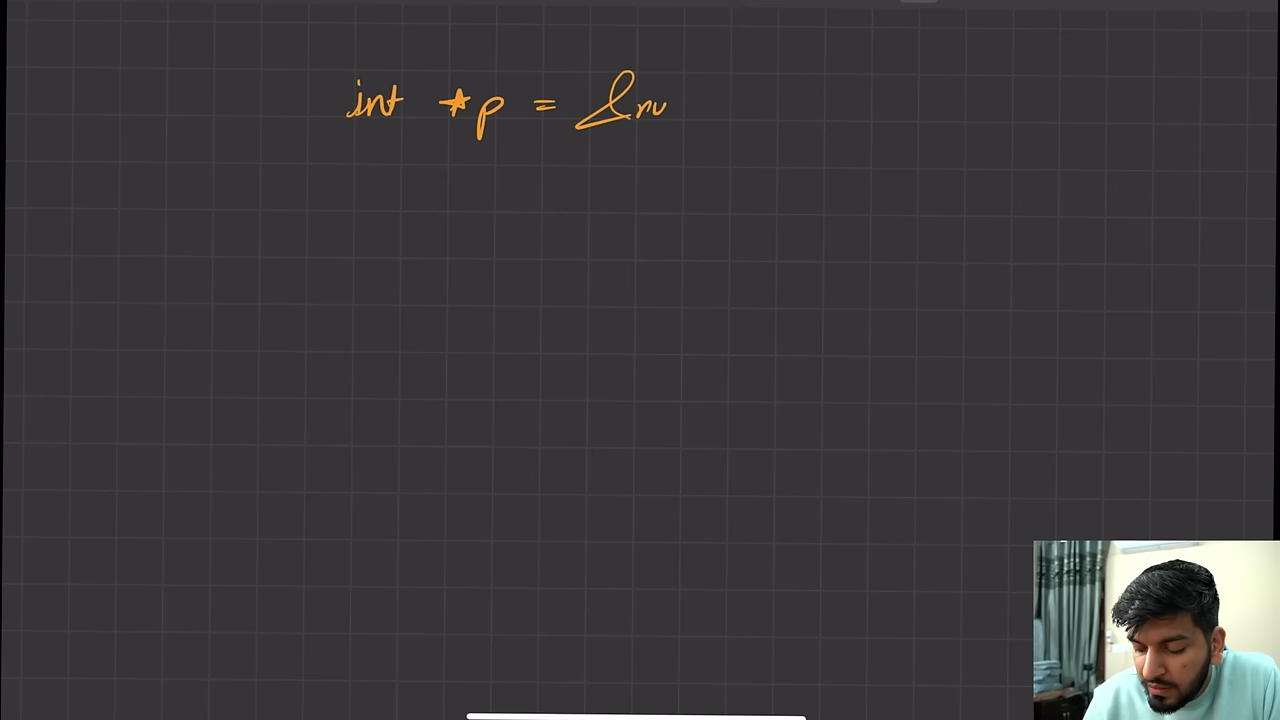 int *p = &nu